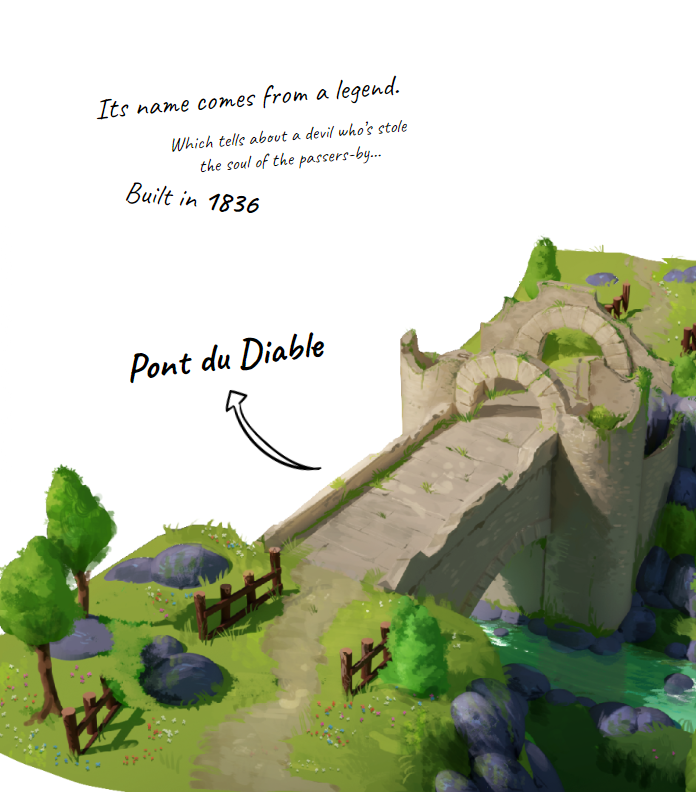 Its name comes from a legend.
Which tells about a devil who's stole
the soul of the passers-by...
Built in 1836
Pont du Diable